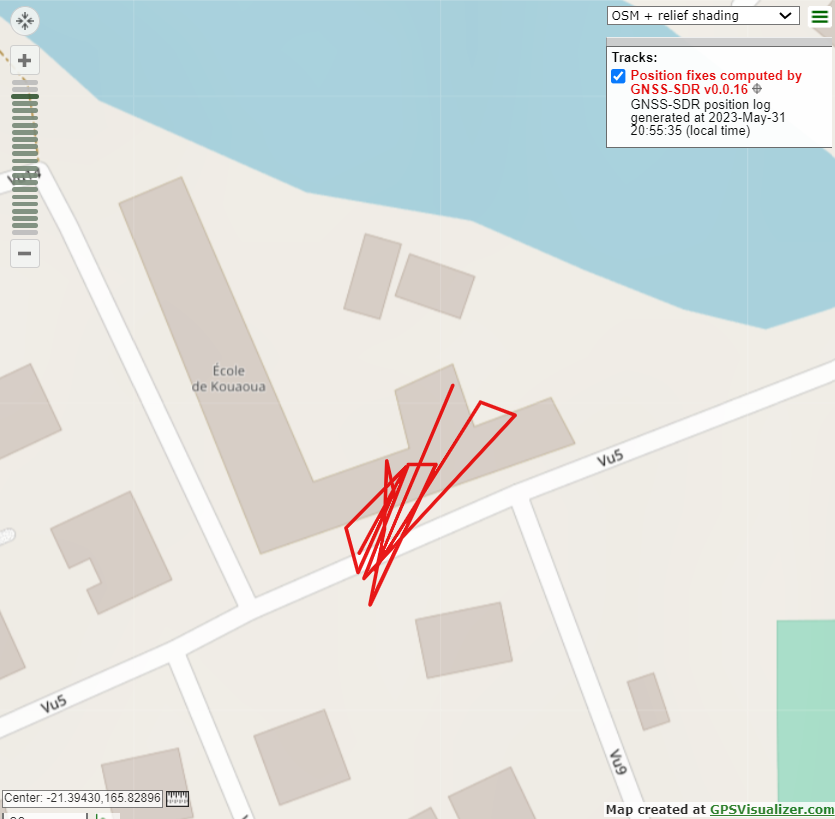 OSM + relief shading
Tracks:
Position fixes computed by
GNSS-SDR v0.0.16
GNSS-SDR position log
generated at 2023-May-31
20:55:35 (local time)
École
de Kouaoua
Vu5
Vu5
Vu9
Center: -21.39430,165.82896
Map created at GPSVisualizer.com